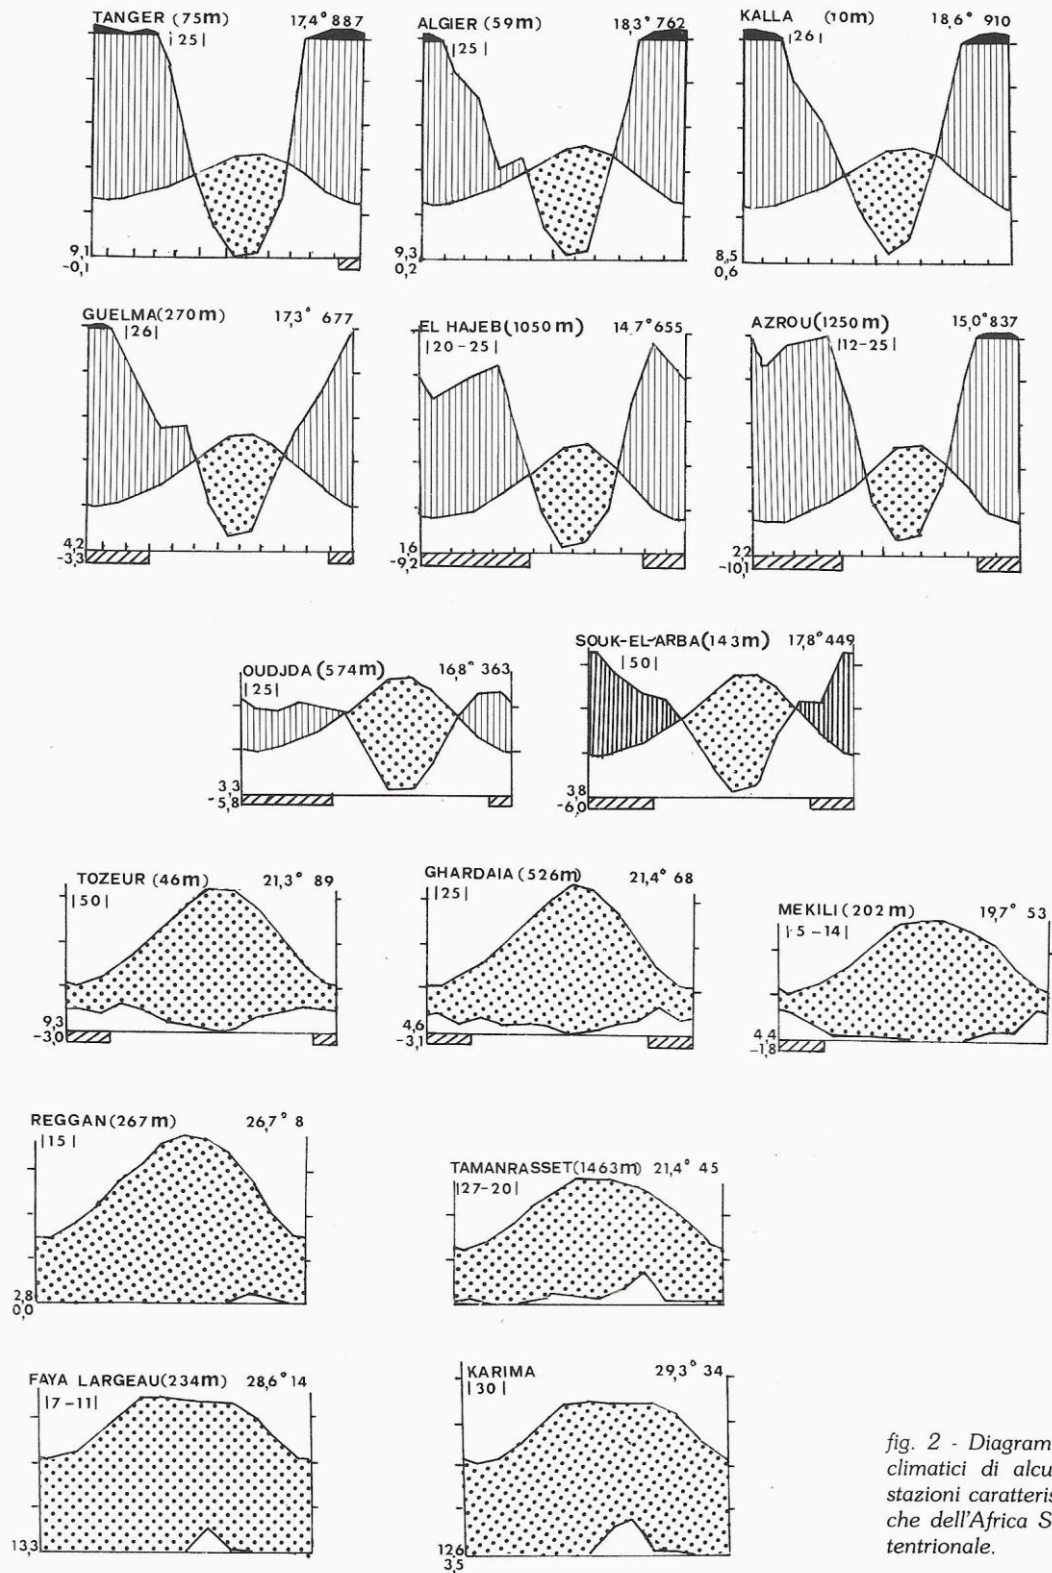 TANGER (75m) 17,4° 887
|25|
9,1
-0,1
ALGIER (59m) 18,3° 762
|25|
9,3
0,2
KALLA (10m) 18,6° 910
|26|
8,5
0,6
GUELMA(270m) 17,3° 677
|26|
4,2
-3,3
EL HAJEB(1050m) 14,7° 655
|20-25|
1,6
-9,2
AZROU(1250m) 15,0° 837
|12-25|
2,2
-10,1
OUDJDA (574m) 16,8° 363
|25|
3,3
-5,8
SOUK-EL-ARBA(143m) 17,8° 449
|50|
3,8
-6,0
TOZEUR (46m) 21,3° 89
|50|
9,3
-3,0
GHARDAIA (526m) 21,4° 68
|25|
4,6
-3,1
MEKILI (202m) 19,7° 53
|5-14|
4,4
-1,8
REGGAN(267m) 26,7° 8
|15|
2,8
0,0
TAMANRASSET(1463m) 21,4° 45
|27-20|
FAYA LARGEAU(234m) 28,6° 14
|7-11|
13,3
KARIMA 29,3° 34
|30|
12,6
3,5
fig. 2 - Diagram
climatici di alcu
stazioni caratteris
che dell'Africa S
tentrionale.